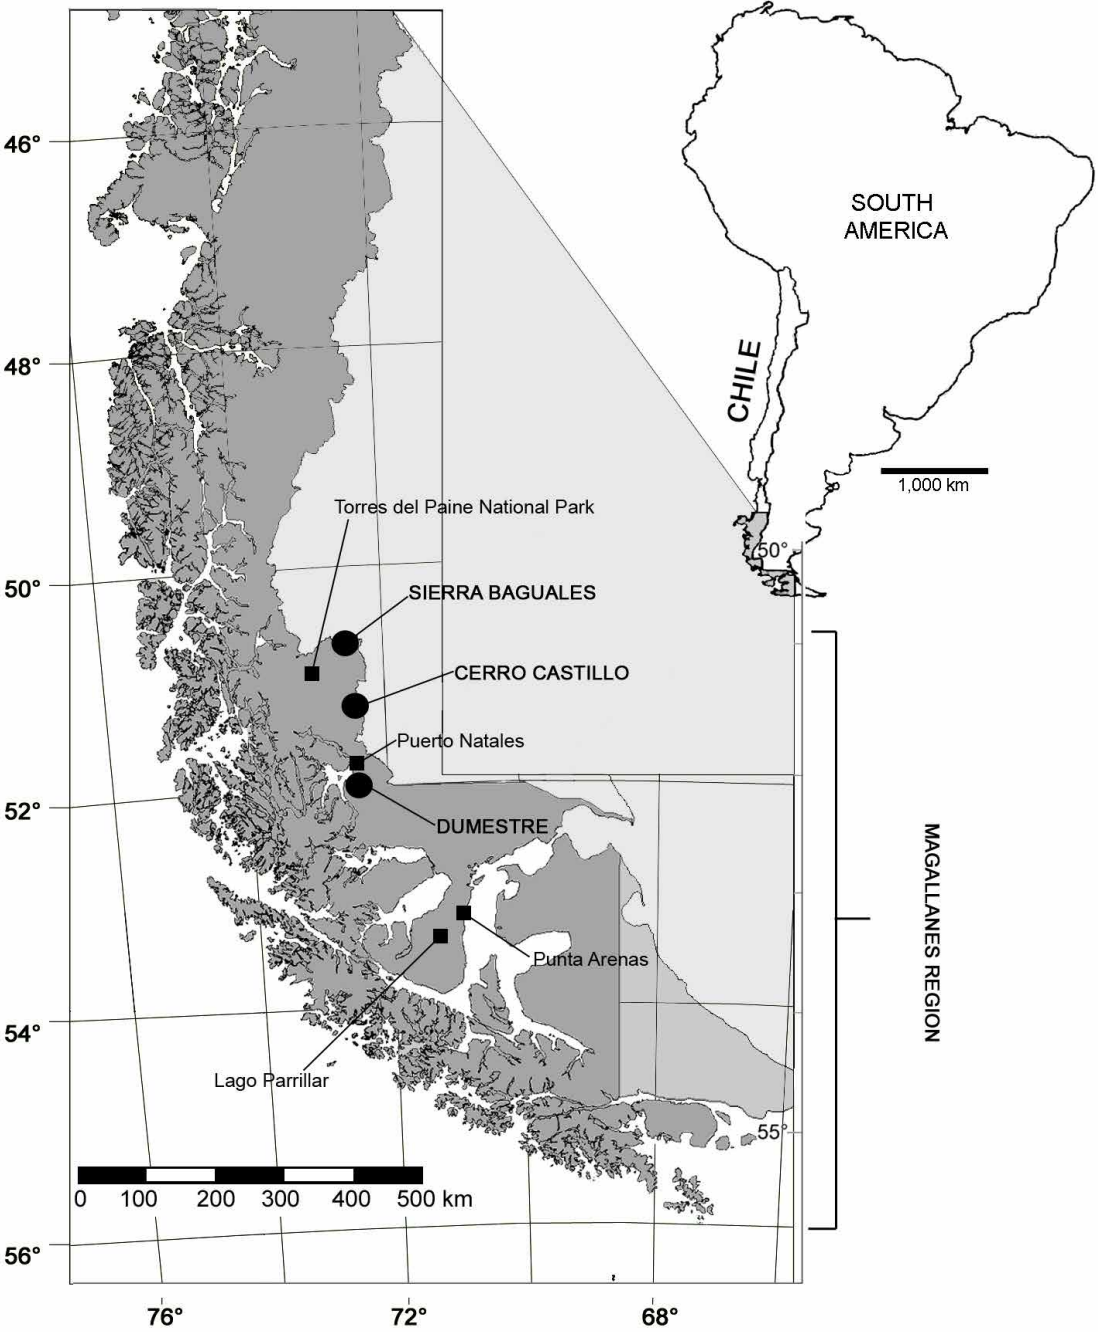 46°
48°
50°
52°
54°
56°
76°
72°
68°
SOUTH
AMERICA
CHILE
1,000 km
50°
55°
Torres del Paine National Park
SIERRA BAGUALES
CERRO CASTILLO
Puerto Natales
DUMESTRE
Punta Arenas
Lago Parrillar
MAGALLANES REGION
0 100 200 300 400 500 km